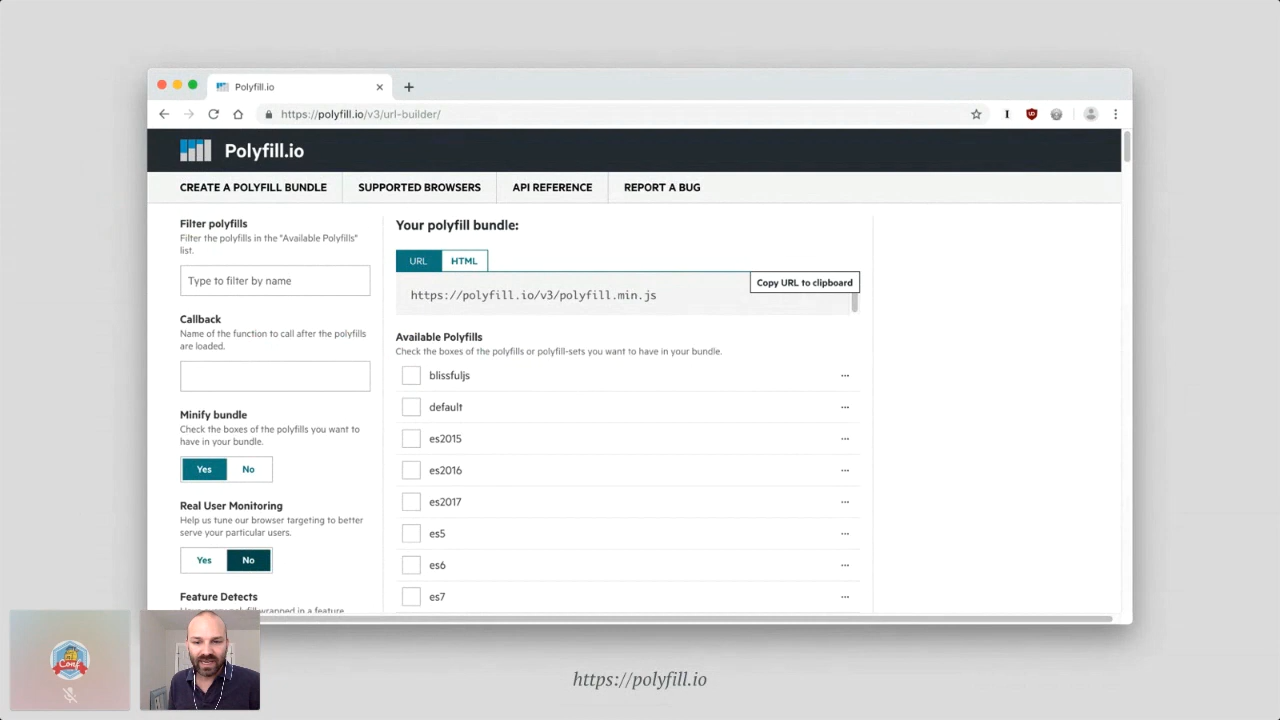 Polyfill.io
https://polyfill.io/v3/url-builder/
Polyfill.io
CREATE A POLYFILL BUNDLE
SUPPORTED BROWSERS
API REFERENCE
REPORT A BUG
Filter polyfills
Filter the polyfills in the "Available Polyfills"
list.
Type to filter by name
Callback
Name of the function to call after the polyfills
are loaded.
Minify bundle
Check the boxes of the polyfills you want to
have in your bundle.
Yes No
Real User Monitoring
Help us tune our browser targeting to better
serve your particular users.
Yes No
Feature Detects
Your polyfill bundle:
URL HTML
Copy URL to clipboard
https://polyfill.io/v3/polyfill.min.js
Available Polyfills
Check the boxes of the polyfills or polyfill-sets you want to have in your bundle.
blissfuljs
default
es2015
es2016
es2017
es5
es6
es7
Conf
https://polyfill.io